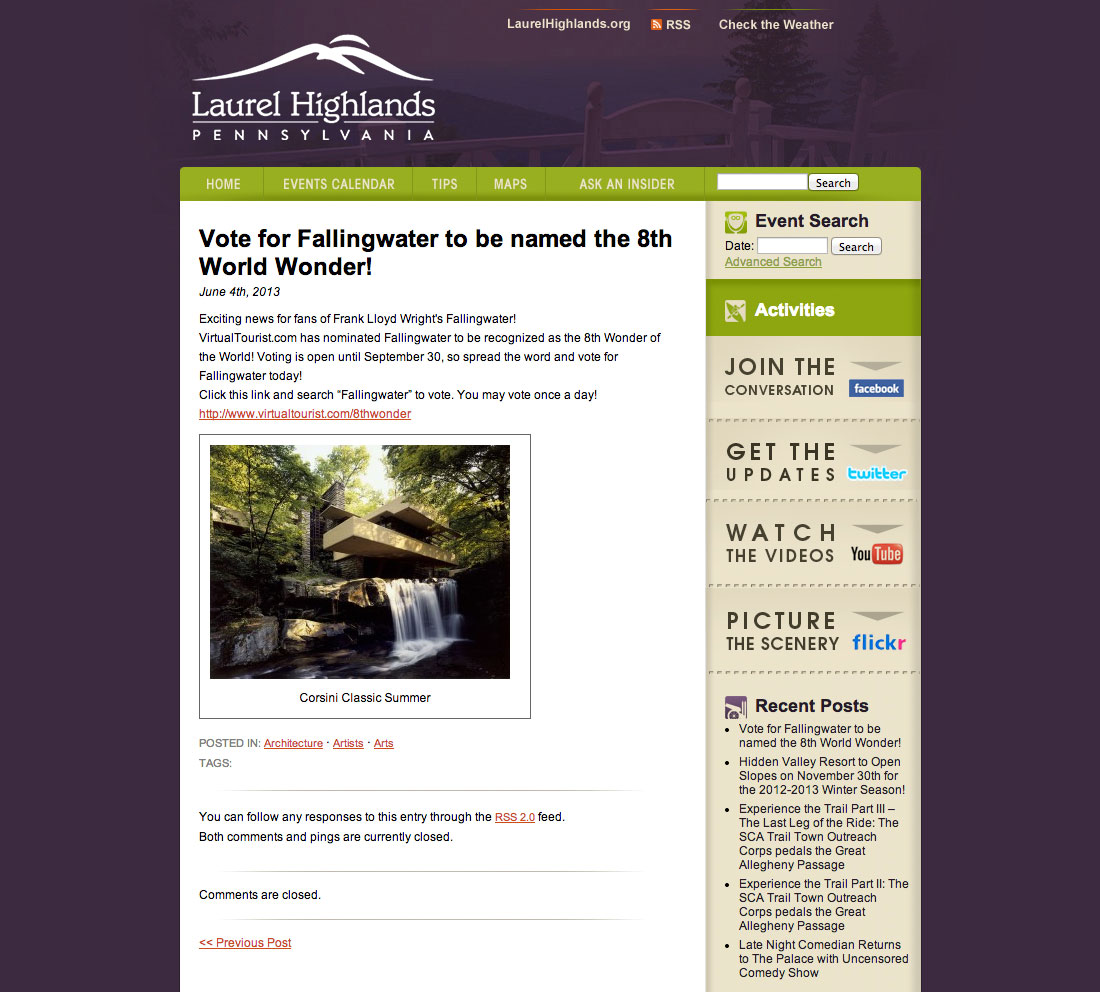 LaurelHighlands.org
RSS
Check the Weather
Laurel Highlands
PENNSYLVANIA
HOME
EVENTS CALENDAR
TIPS
MAPS
ASK AN INSIDER
Search
Vote for Fallingwater to be named the 8th
World Wonder!
June 4th, 2013
Exciting news for fans of Frank Lloyd Wright's Fallingwater!
VirtualTourist.com has nominated Fallingwater to be recognized as the 8th Wonder of
the World! Voting is open until September 30, so spread the word and vote for
Fallingwater today!
Click this link and search “Fallingwater” to vote. You may vote once a day!
http://www.virtualtourist.com/8thwonder
Corsini Classic Summer
POSTED IN: Architecture · Artists · Arts
TAGS:
You can follow any responses to this entry through the RSS 2.0 feed.
Both comments and pings are currently closed.
Comments are closed.
<< Previous Post
Event Search
Date: Search
Advanced Search
Activities
JOIN THE
CONVERSATION facebook
GET THE
UPDATES twitter
WATCH
THE VIDEOS YouTube
PICTURE
THE SCENERY flickr
Recent Posts
Vote for Fallingwater to be
named the 8th World Wonder!
Hidden Valley Resort to Open
Slopes on November 30th for
the 2012-2013 Winter Season!
Experience the Trail Part III –
The Last Leg of the Ride: The
SCA Trail Town Outreach
Corps pedals the Great
Allegheny Passage
Experience the Trail Part II: The
SCA Trail Town Outreach
Corps pedals the Great
Allegheny Passage
Late Night Comedian Returns
to The Palace with Uncensored
Comedy Show